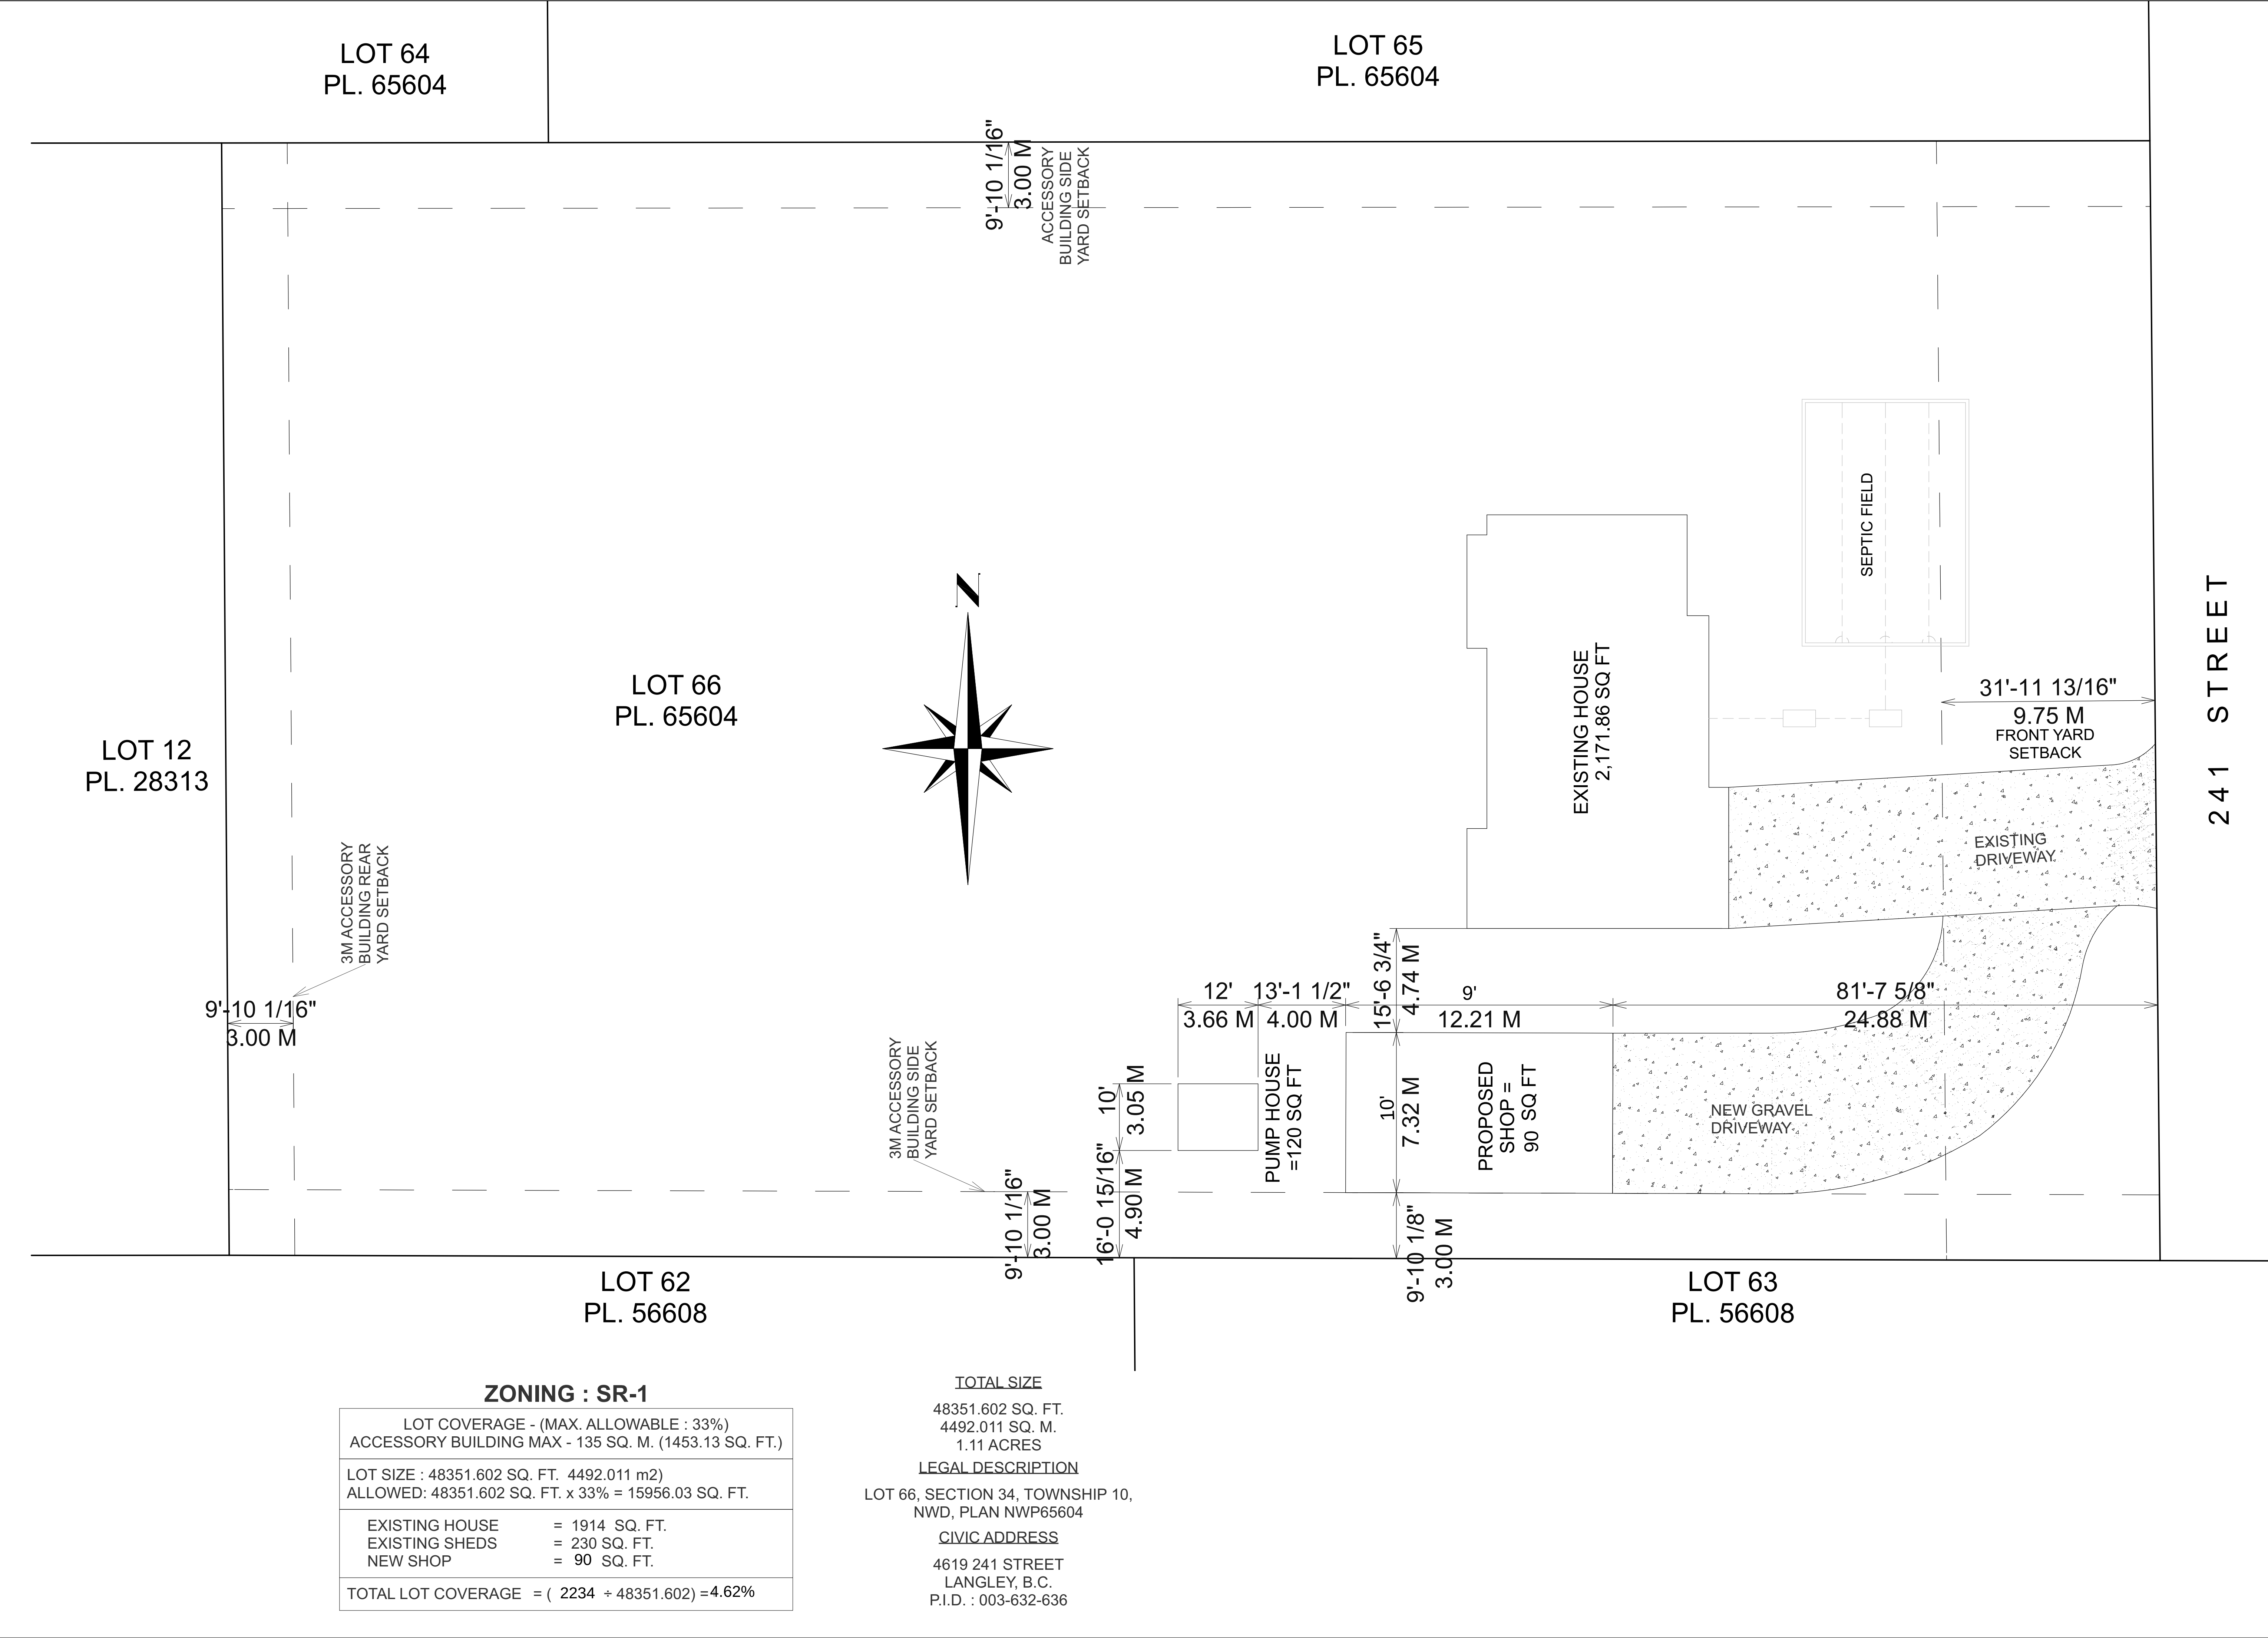 LOT 64
PL. 65604
LOT 65
PL. 65604
9'-10 1/16"
3.00 M
ACCESSORY
BUILDING SIDE
YARD SETBACK
N
LOT 66
PL. 65604
LOT 12
PL. 28313
EXISTING HOUSE
2,171.86 SQ FT
SEPTIC FIELD
31'-11 13/16"
9.75 M
FRONT YARD
SETBACK
241 STREET
EXISTING
DRIVEWAY
3M ACCESSORY
BUILDING REAR
YARD SETBACK
9'-10 1/16"
3.00 M
3M ACCESSORY
BUILDING SIDE
YARD SETBACK
12'
3.66 M
13'-1 1/2"
4.00 M
15'-6 3/4"
4.74 M
9'
12.21 M
81'-7 5/8"
24.88 M
10'
3.05 M
PUMP HOUSE
=120 SQ FT
10'
7.32 M
PROPOSED
SHOP =
90 SQ FT
NEW GRAVEL
DRIVEWAY
9'-10 1/16"
3.00 M
16'-0 15/16"
4.90 M
9'-10 1/8"
3.00 M
LOT 62
PL. 56608
LOT 63
PL. 56608
ZONING : SR-1
LOT COVERAGE - (MAX. ALLOWABLE : 33%)
ACCESSORY BUILDING MAX - 135 SQ. M. (1453.13 SQ. FT.)
LOT SIZE : 48351.602 SQ. FT. 4492.011 m2)
ALLOWED: 48351.602 SQ. FT. x 33% = 15956.03 SQ. FT.
EXISTING HOUSE = 1914 SQ. FT.
EXISTING SHEDS = 230 SQ. FT.
NEW SHOP = 90 SQ. FT.
TOTAL LOT COVERAGE = ( 2234 ÷ 48351.602) =4.62%
TOTAL SIZE
48351.602 SQ. FT.
4492.011 SQ. M.
1.11 ACRES
LEGAL DESCRIPTION
LOT 66, SECTION 34, TOWNSHIP 10,
NWD, PLAN NWP65604
CIVIC ADDRESS
4619 241 STREET
LANGLEY, B.C.
P.I.D. : 003-632-636